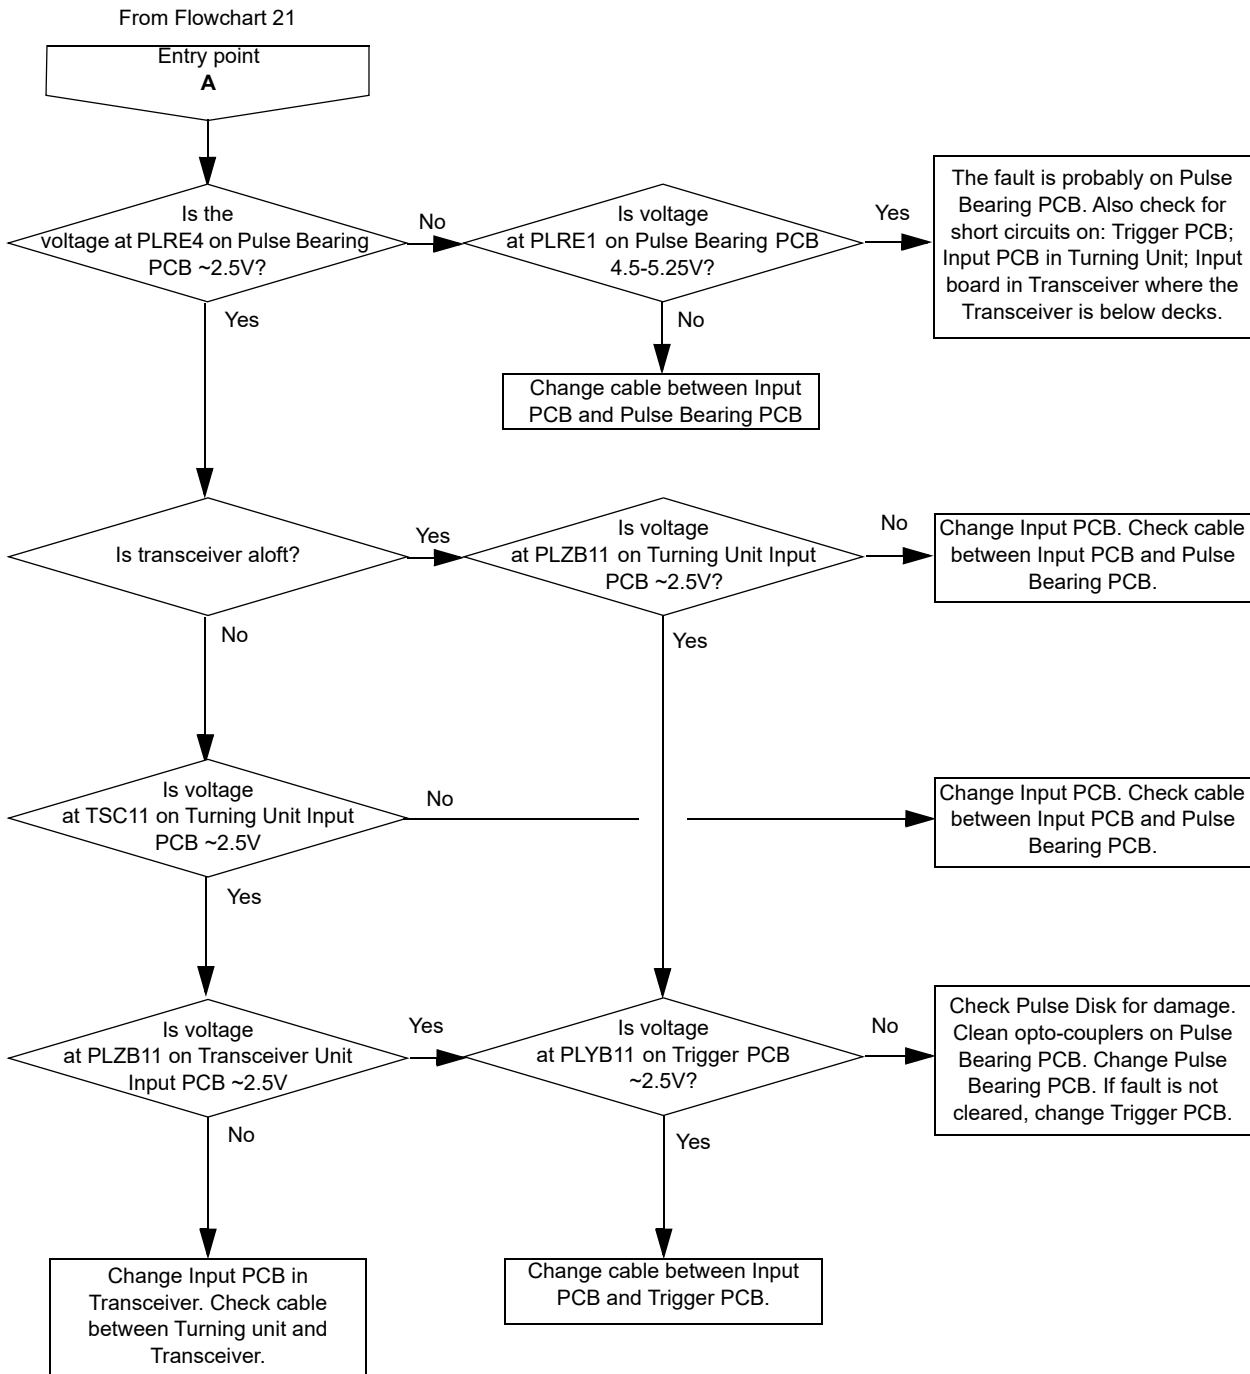 From Flowchart 21
Entry point
A
Is the
voltage at PLRE4 on Pulse Bearing
PCB ~2.5V?
No
Is voltage
at PLRE1 on Pulse Bearing PCB
4.5-5.25V?
Yes
The fault is probably on Pulse
Bearing PCB. Also check for
short circuits on: Trigger PCB;
Input PCB in Turning Unit; Input
board in Transceiver where the
Transceiver is below decks.
Yes
No
Change cable between Input
PCB and Pulse Bearing PCB
Is transceiver aloft?
Yes
Is voltage
at PLZB11 on Turning Unit Input
PCB ~2.5V?
No
Change Input PCB. Check cable
between Input PCB and Pulse
Bearing PCB.
No
Yes
Is voltage
at TSC11 on Turning Unit Input
PCB ~2.5V
No
Change Input PCB. Check cable
between Input PCB and Pulse
Bearing PCB.
Yes
Is voltage
at PLZB11 on Transceiver Unit
Input PCB ~2.5V
Yes
Is voltage
at PLYB11 on Trigger PCB
~2.5V?
No
Check Pulse Disk for damage.
Clean opto-couplers on Pulse
Bearing PCB. Change Pulse
Bearing PCB. If fault is not
cleared, change Trigger PCB.
No
Yes
Change Input PCB in
Transceiver. Check cable
between Turning unit and
Transceiver.
Change cable between Input
PCB and Trigger PCB.